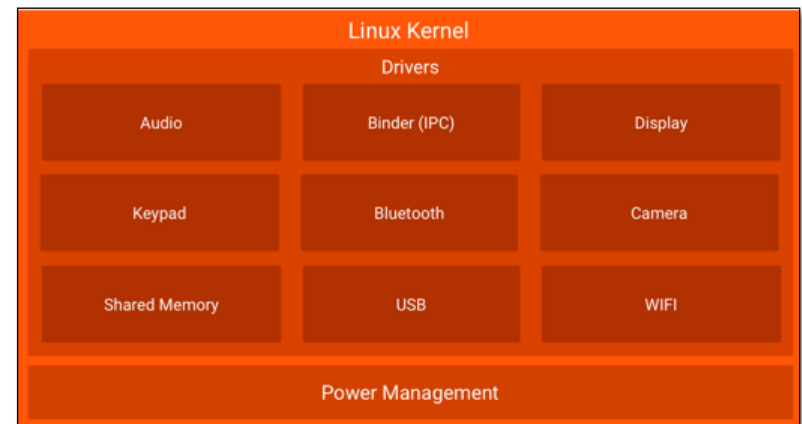 Linux Kernel
Drivers
Audio
Binder (IPC)
Display
Keypad
Bluetooth
Camera
Shared Memory
USB
WIFI
Power Management